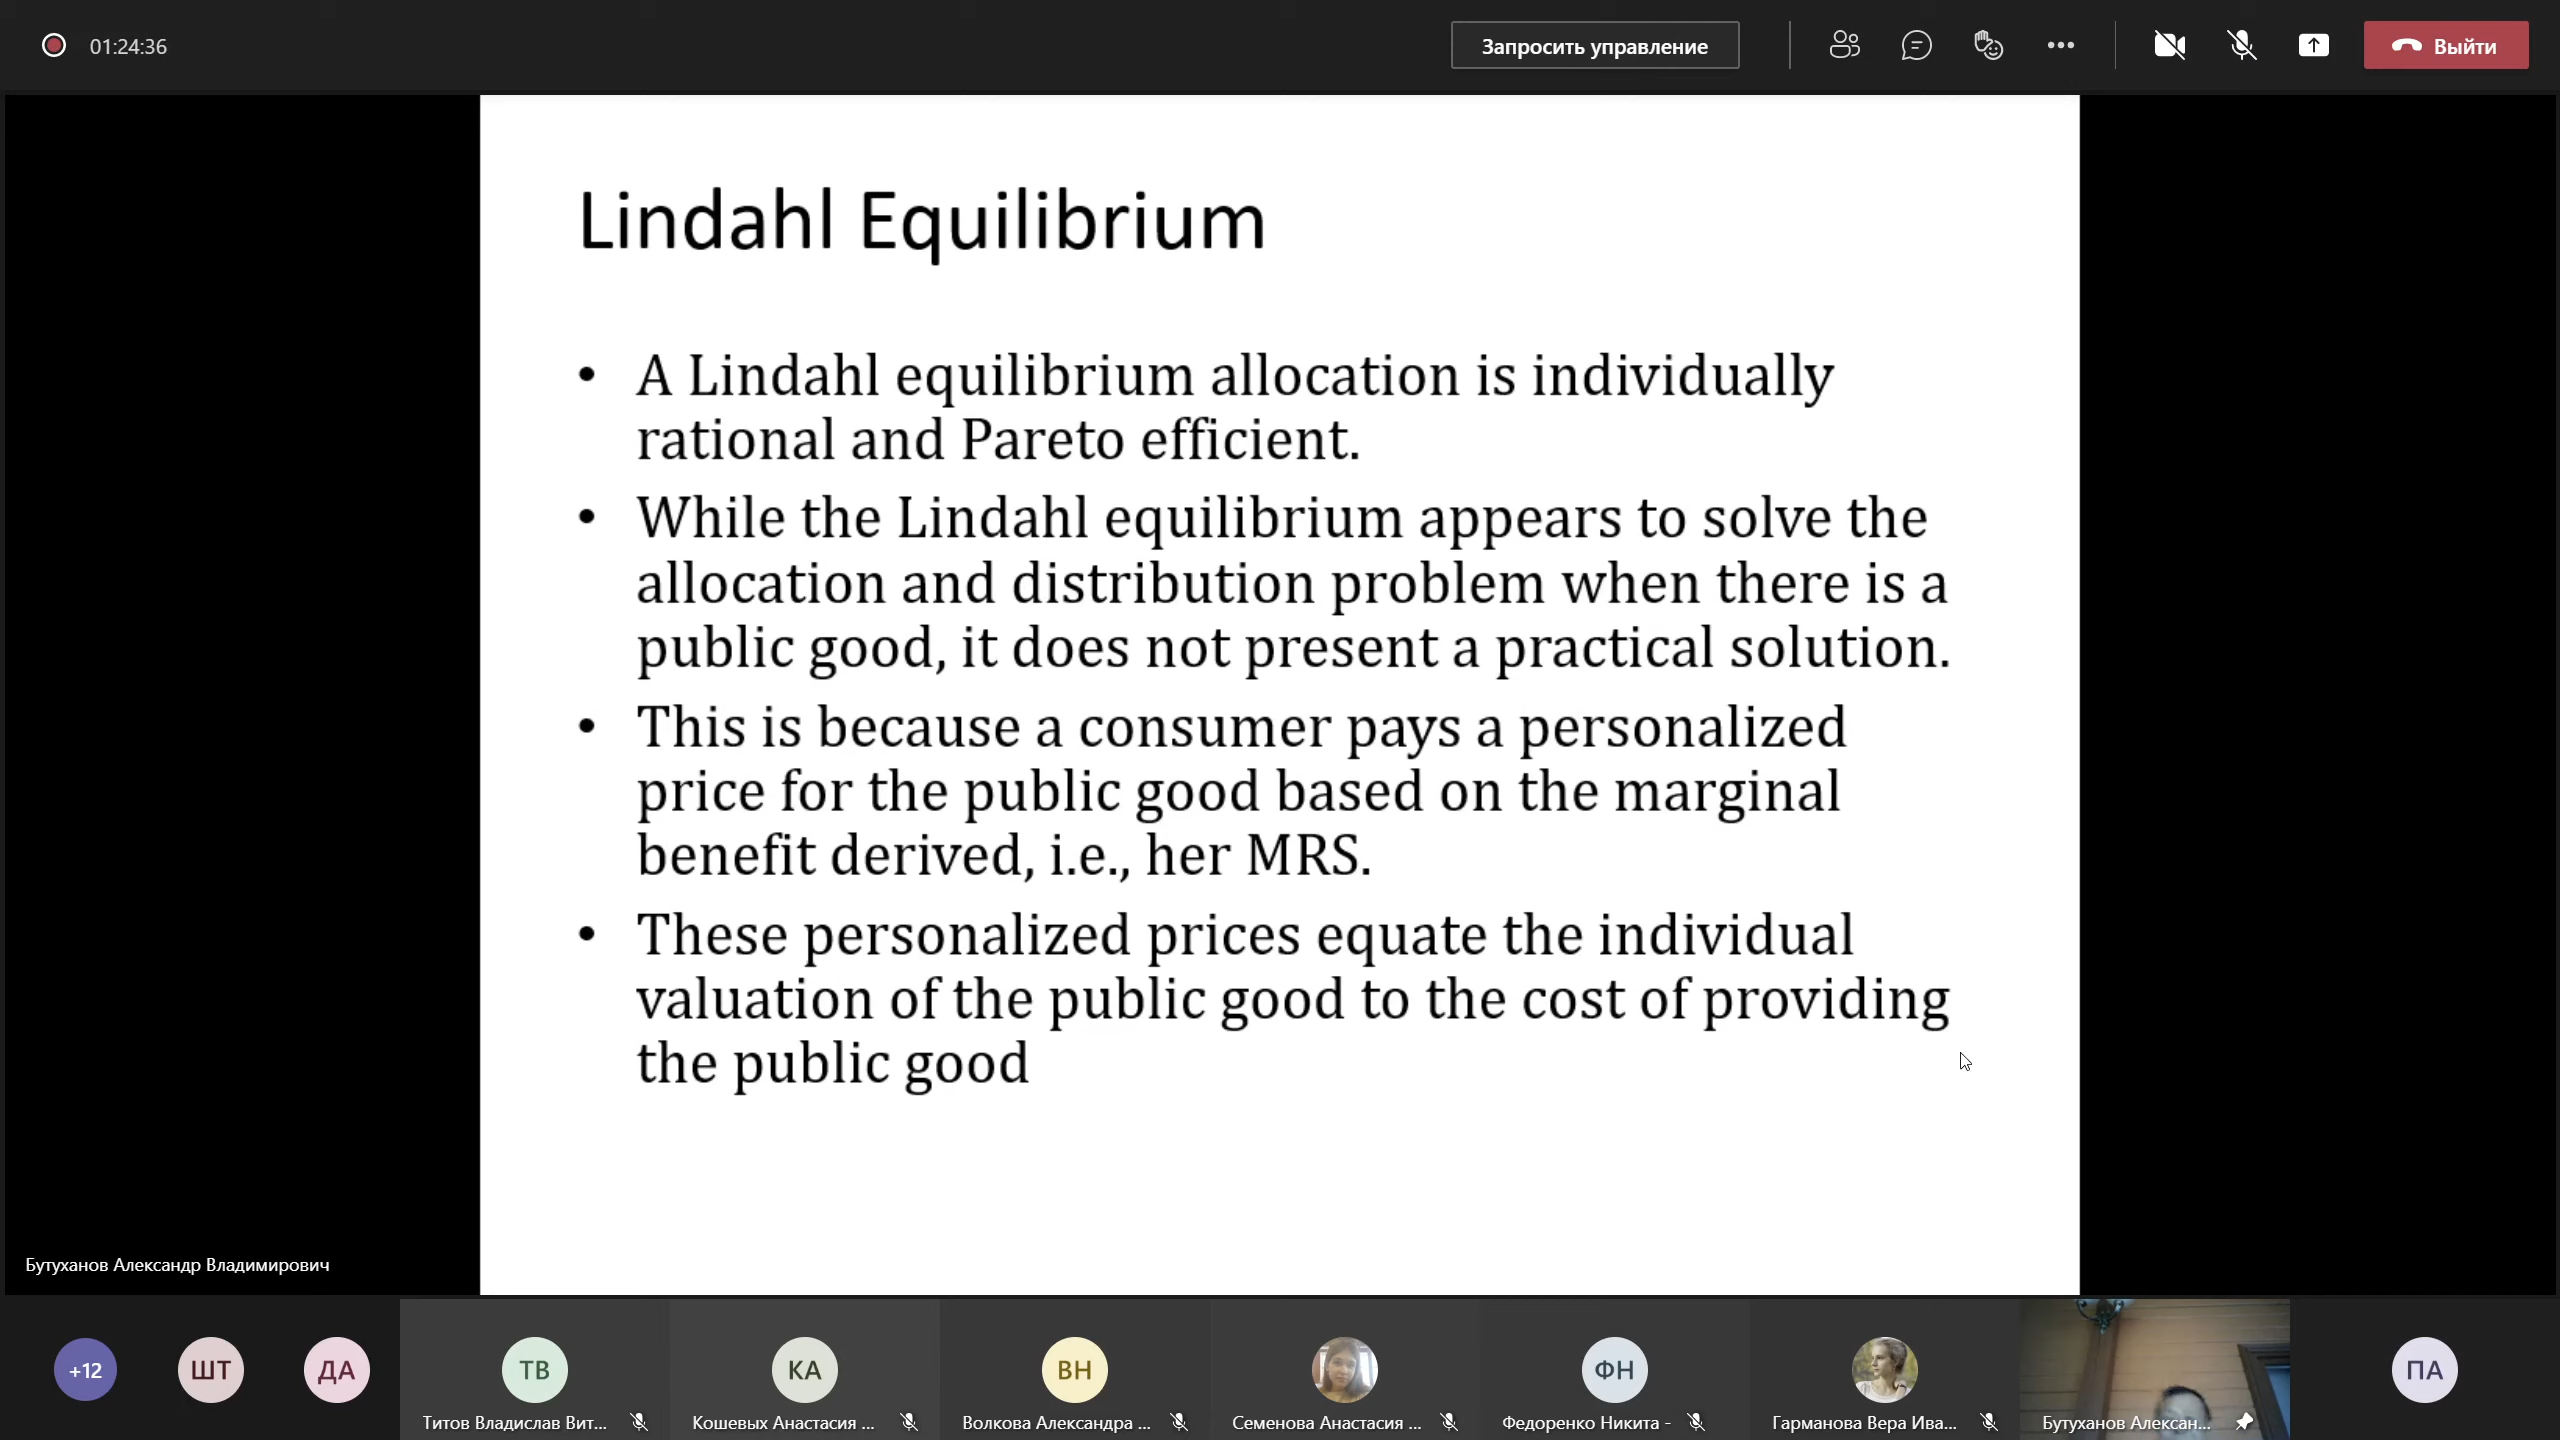 01:24:36
Запросить управление
Выйти
Lindahl Equilibrium
• A Lindahl equilibrium allocation is individually
rational and Pareto efficient.
• While the Lindahl equilibrium appears to solve the
allocation and distribution problem when there is a
public good, it does not present a practical solution.
• This is because a consumer pays a personalized
price for the public good based on the marginal
benefit derived, i.e., her MRS.
• These personalized prices equate the individual
valuation of the public good to the cost of providing
the public good
Бутуханов Александр Владимирович
+12
ШТ
ДА
ТВ
КА
ВН
ФН
ПА
Титов Владислав Вит...
Кошевых Анастасия ...
Волкова Александра ...
Семенова Анастасия ...
Федоренко Никита -
Гарманова Вера Ива...
Бутуханов Алексан...